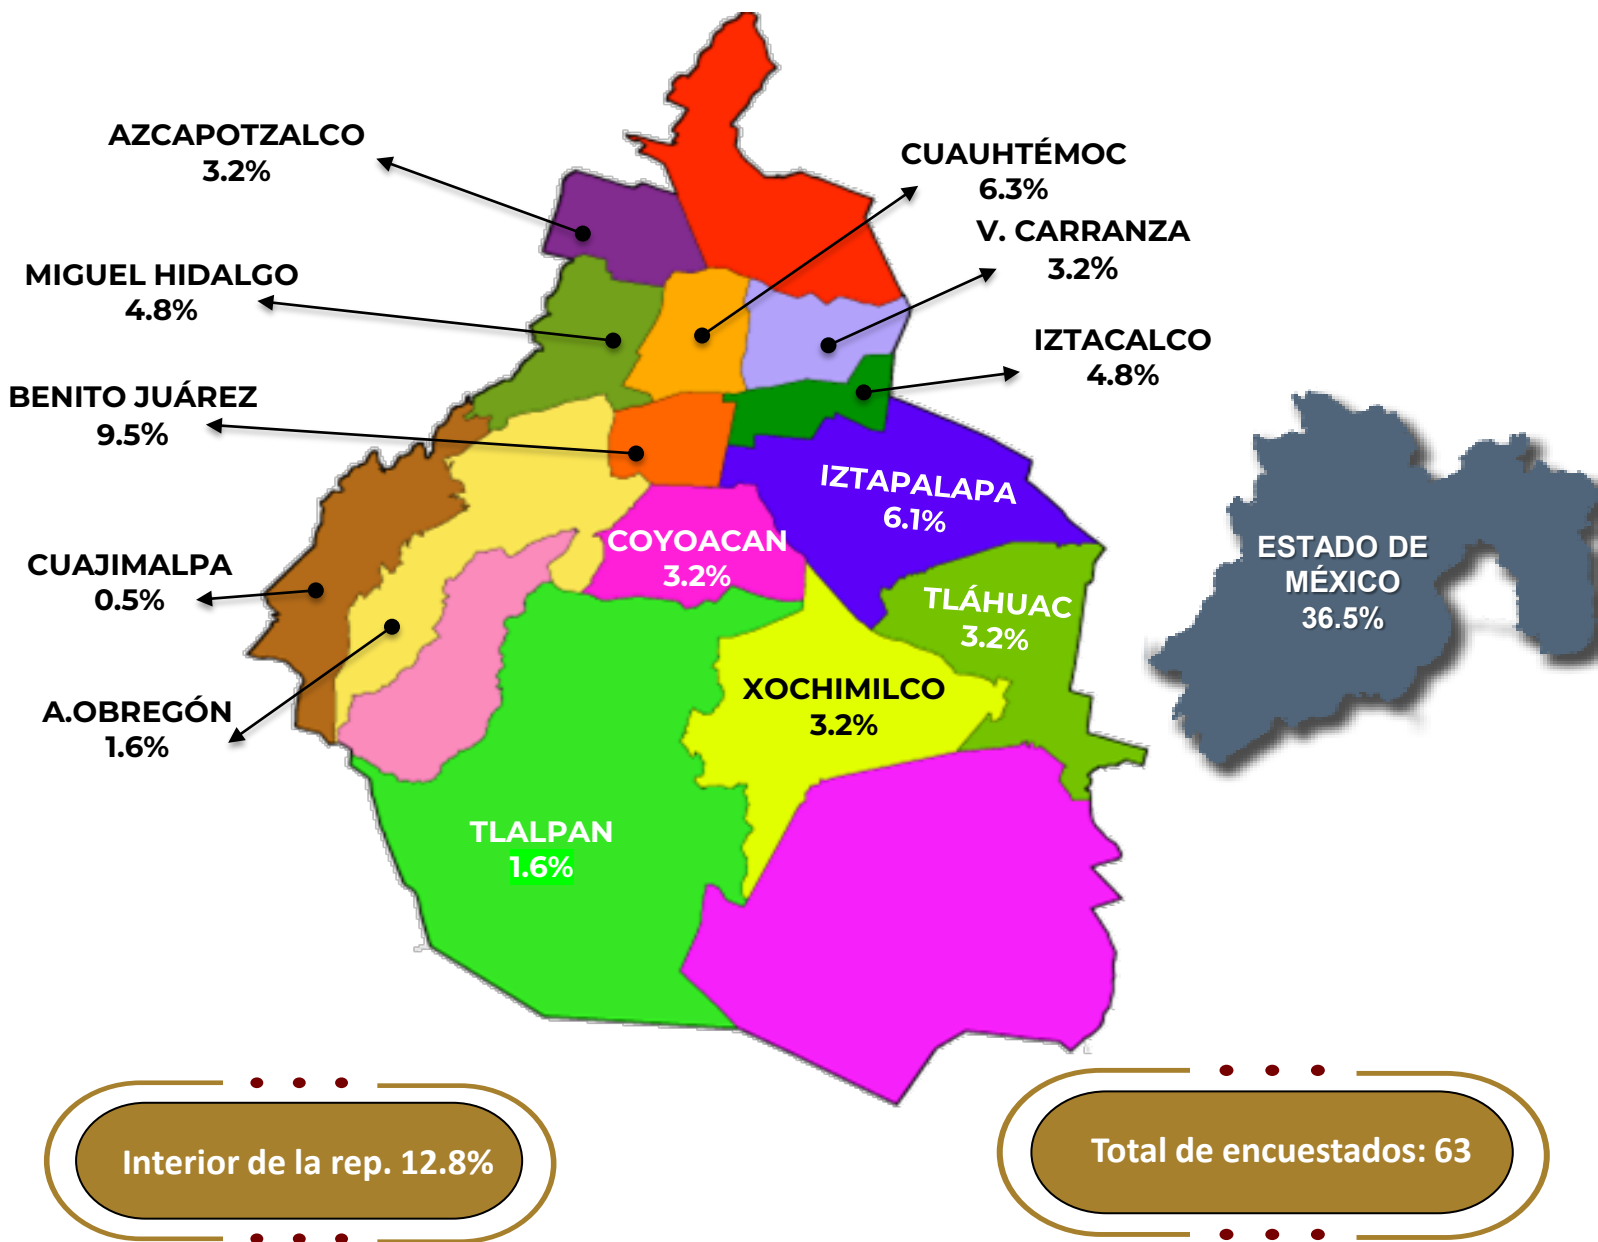 AZCAPOTZALCO
3.2%
CUAUHTÉMOC
6.3%
V. CARRANZA
3.2%
MIGUEL HIDALGO
4.8%
IZTACALCO
4.8%
BENITO JUÁREZ
9.5%
IZTAPALAPA
6.1%
COYOACAN
3.2%
ESTADO DE
MÉXICO
36.5%
CUAJIMALPA
0.5%
TLÁHUAC
3.2%
XOCHIMILCO
3.2%
A.OBREGÓN
1.6%
TLALPAN
1.6%
Interior de la rep. 12.8%
Total de encuestados: 63